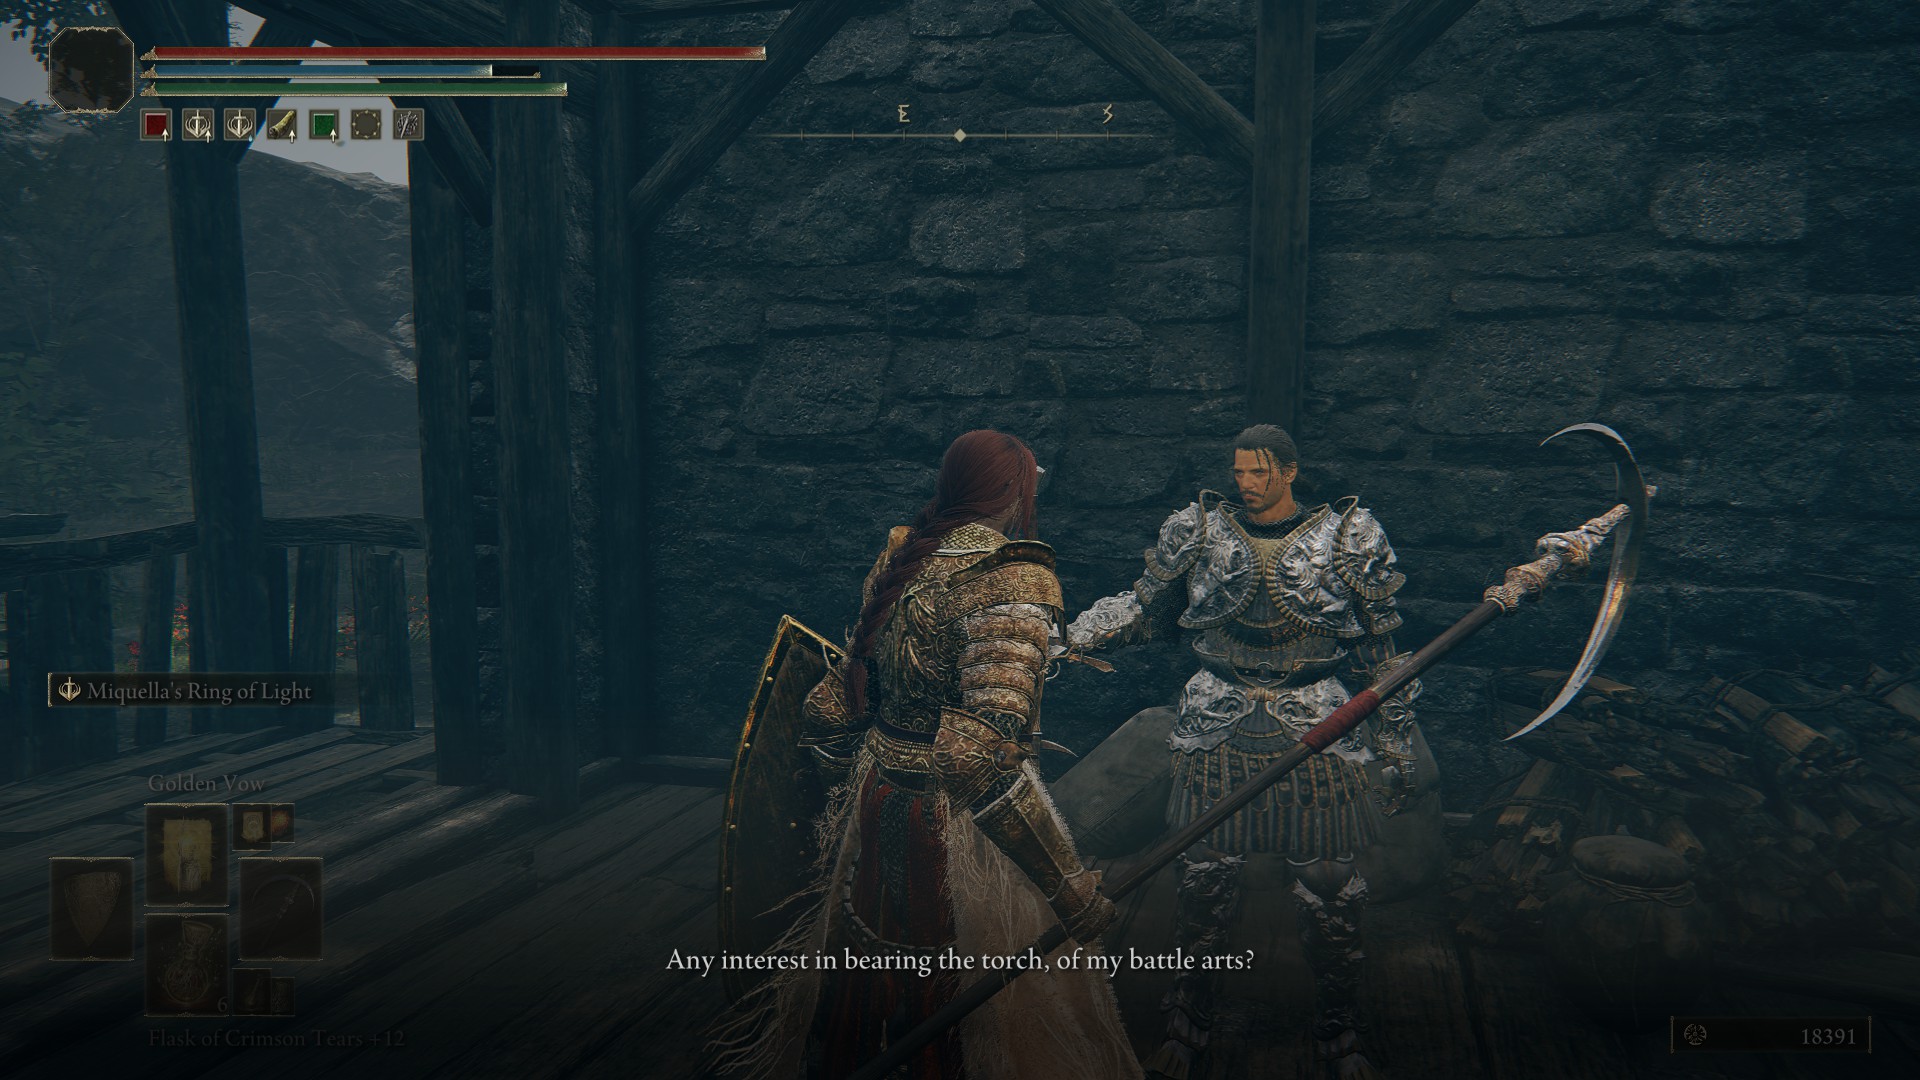 E
S
Miquella's Ring of Light
Golden Vow
6
Flask of Crimson Tears +12
Any interest in bearing the torch, of my battle arts?
18391